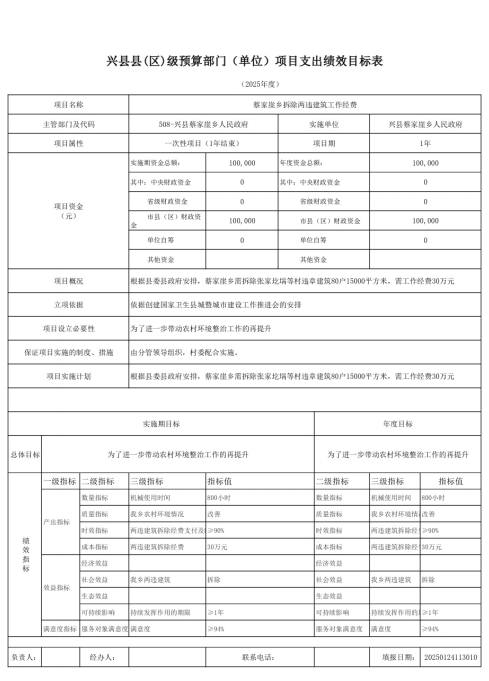 兴县县(区)级预算部门（单位）项目支出绩效目标表
（2025年度）
项目名称 蔡家崖乡拆除两违建筑工作经费
主管部门及代码 508-兴县蔡家崖乡人民政府 实施单位 兴县蔡家崖乡人民政府
项目属性 一次性项目（1年结束） 项目期 1年
项目资金（元） 实施期资金总额： 100,000 年度资金总额： 100,000
其中：中央财政资金 0 其中：中央财政资金 0
省级财政资金 0 省级财政资金 0
市县（区）财政资金 100,000 市县（区）财政资金 100,000
单位自筹 0 单位自筹 0
其他资金 其他资金
项目概况 根据县委县政府安排，蔡家崖乡需拆除张家圪埚等村违章建筑80户15000平方米，需工作经费30万元
立项依据 依据创建国家卫生县城暨城市建设工作推进会的安排
项目设立必要性 为了进一步带动农村环境整治工作的再提升
保证项目实施的制度、措施 由分管领导组织，村委配合实施。
项目实施计划 根据县委县政府安排，蔡家崖乡需拆除张家圪埚等村违章建筑80户15000平方米，需工作经费30万元
实施期目标 年度目标
总体目标 为了进一步带动农村环境整治工作的再提升 为了进一步带动农村环境整治工作的再提升
绩效指标 一级指标 二级指标 三级指标 指标值 二级指标 三级指标 指标值
产出指标 数量指标 机械使用时间 800小时 数量指标 机械使用时间 800小时
质量指标 我乡农村环境情况 改善 质量指标 我乡农村环境情 改善
时效指标 两违建筑拆除经费支付及 ≥90% 时效指标 两违建筑拆除经 ≥90%
成本指标 两违建筑拆除经费 30万元 成本指标 两违建筑拆除经 30万元
效益指标 经济效益 经济效益
社会效益 我乡两违建筑 拆除 社会效益 我乡两违建筑 拆除
生态效益 生态效益
可持续影响 持续发挥作用的期限 ≥1年 可持续影响 持续发挥作用的 ≥1年
满意度指标 服务对象满意度 满意度 ≥94% 服务对象满意度 满意度 ≥94%
负责人： 经办人： 联系电话： 填报日期： 20250124113010